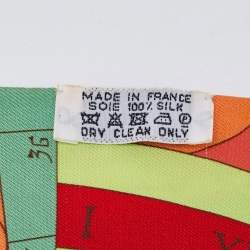 MADE IN FRANCE
SOIE 100% SILK
DRY CLEAN ONLY
36